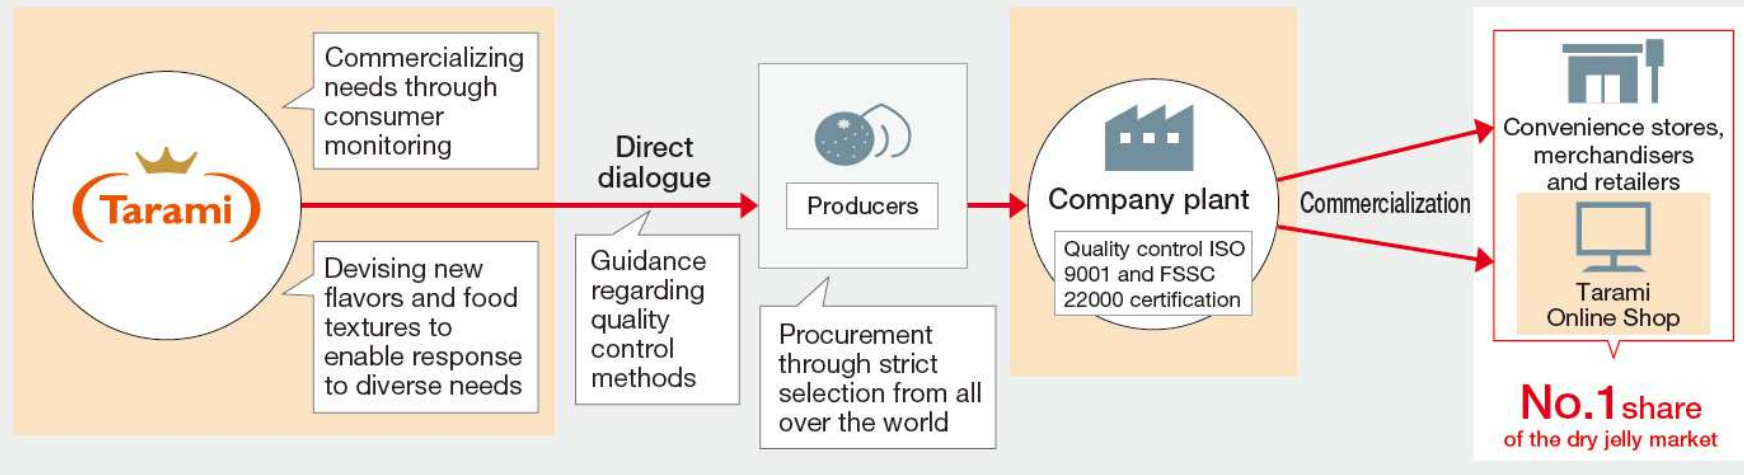 Commercializing
needs through
consumer
monitoring
Tarami
Devising new
flavors and food
textures to
enable response
to diverse needs
Direct
dialogue
Guidance
regarding
quality
control
methods
Producers
Procurement
through strict
selection from all
over the world
Company plant
Quality control ISO
9001 and FSSC
22000 certification
Commercialization
Convenience stores,
merchandisers
and retailers
Tarami
Online Shop
No.1 share
of the dry jelly market